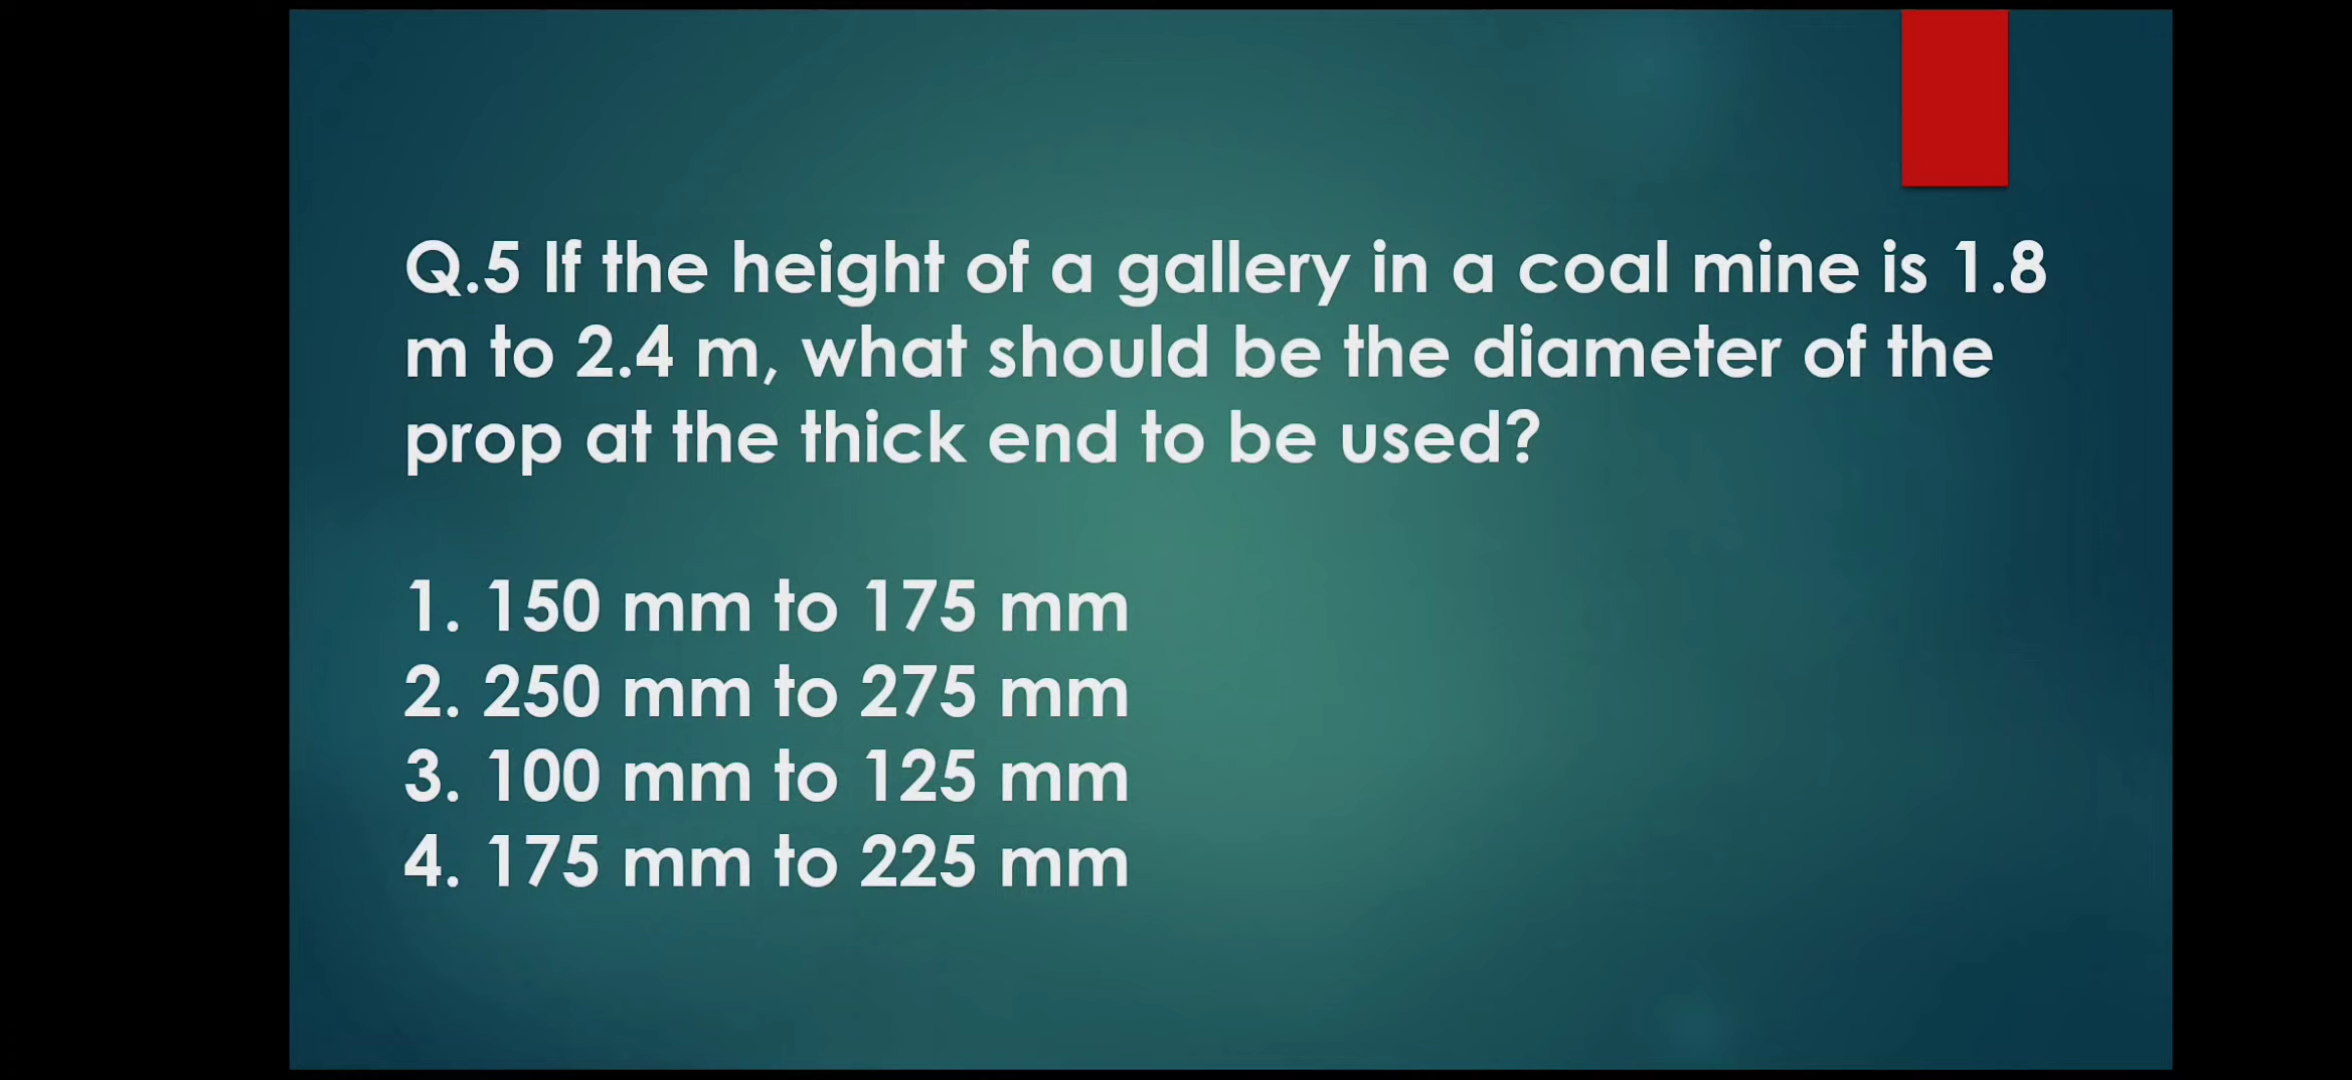 Q.5 If the height of a gallery in a coal mine is 1.8
m to 2.4 m, what should be the diameter of the
prop at the thick end to be used?
1. 150 mm to 175 mm
2. 250 mm to 275 mm
3. 100 mm to 125 mm
4. 175 mm to 225 mm